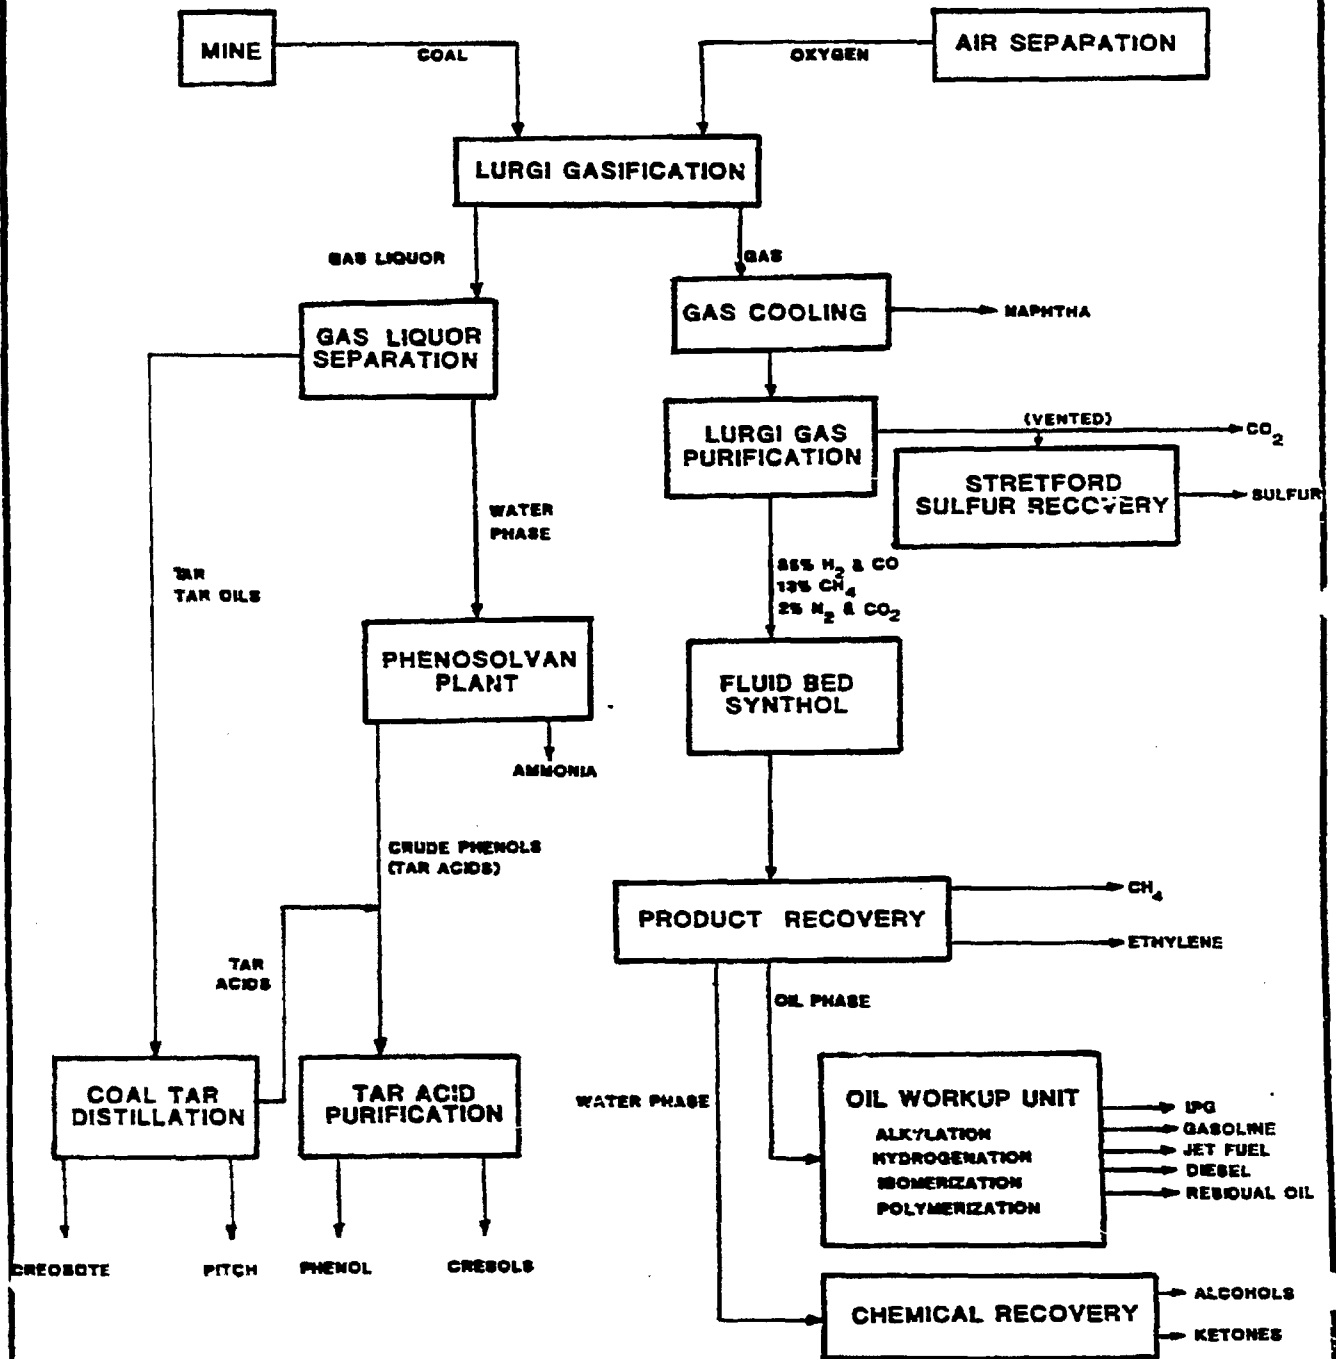 MINE
COAL
OXYGEN
AIR SEPARATION
LURGI GASIFICATION
GAS LIQUOR
GAS
GAS LIQUOR
SEPARATION
GAS COOLING
NAPHTHA
LURGI GAS
PURIFICATION
(VENTED)
CO2
STRETFORD
SULFUR RECOVERY
SULFUR
WATER
PHASE
TAR
TAR OILS
85% H2 & CO
13% CH4
2% N2 & CO2
PHENOSOLVAN
PLANT
AMMONIA
FLUID BED
SYNTHOL
CRUDE PHENOLS
(TAR ACIDS)
PRODUCT RECOVERY
CH4
ETHYLENE
TAR
ACIDS
OIL PHASE
WATER PHASE
COAL TAR
DISTILLATION
TAR ACID
PURIFICATION
OIL WORKUP UNIT
ALKYLATION
HYDROGENATION
ISOMERIZATION
POLYMERIZATION
LPG
GASOLINE
JET FUEL
DIESEL
RESIDUAL OIL
CREOSOTE
PITCH
PHENOL
CRESOLS
CHEMICAL RECOVERY
ALCOHOLS
KETONES